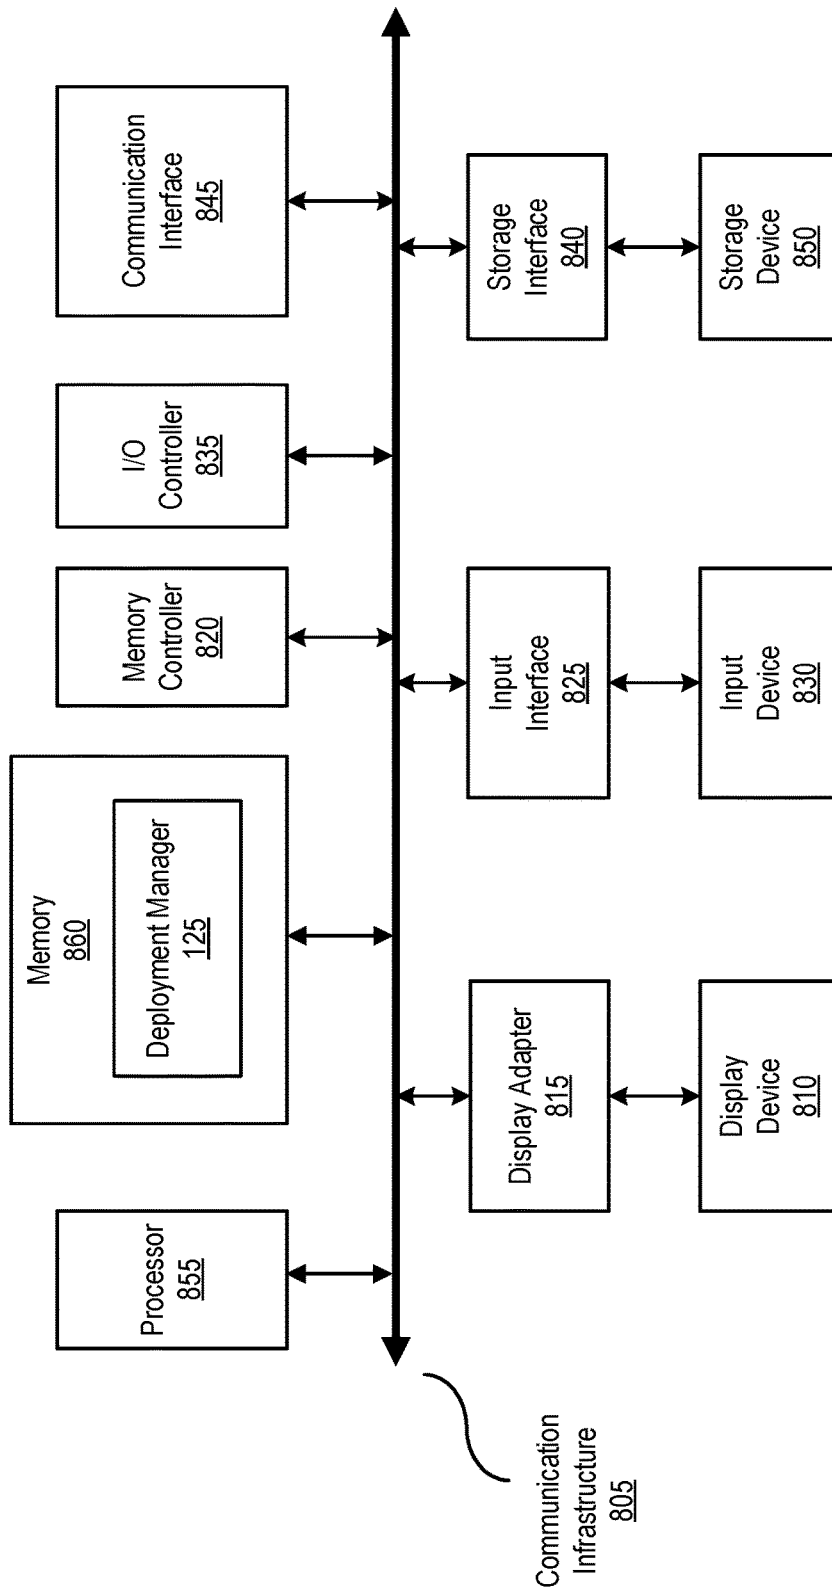 Processor
855
Memory
860
Deployment Manager
125
Memory
Controller
820
I/O
Controller
835
Communication
Interface
845
Communication
Infrastructure
805
Display Adapter
815
Input
Interface
825
Storage
Interface
840
Display
Device
810
Input
Device
830
Storage
Device
850